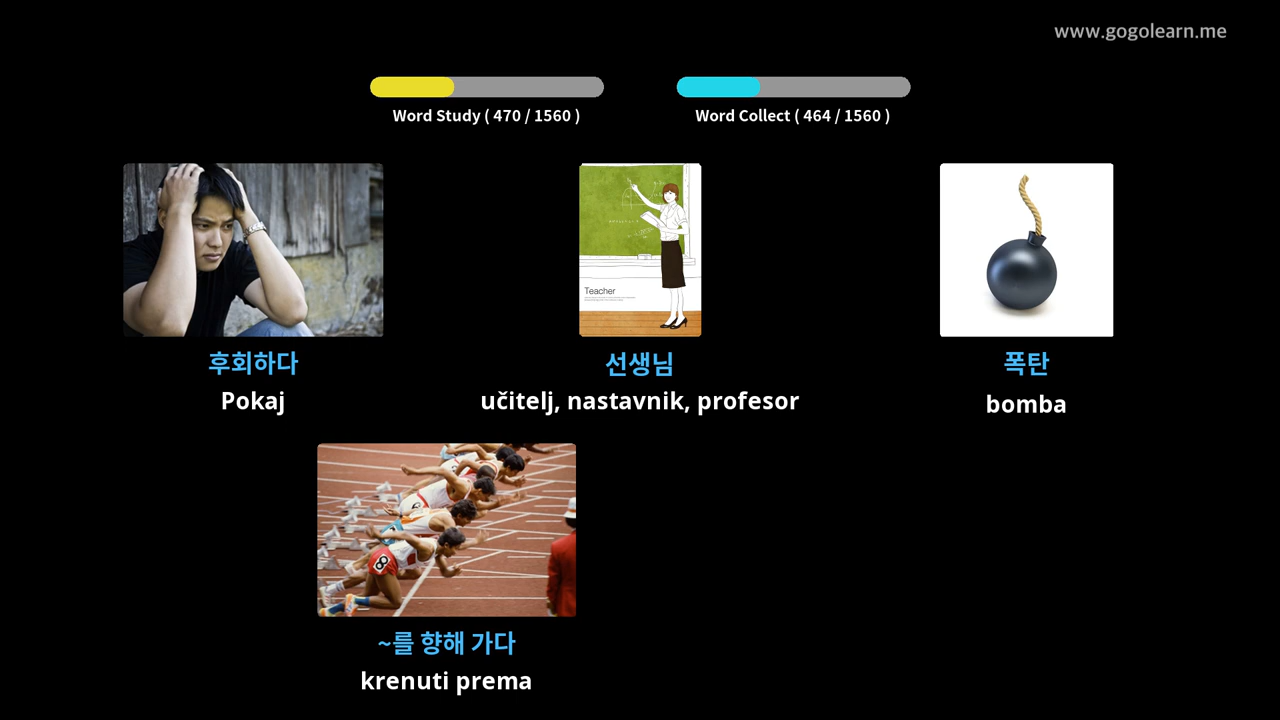 www.gogolearn.me
Word Study ( 470 / 1560 )
Word Collect ( 464 / 1560 )
Teacher
후회하다
선생님
폭탄
Pokaj
učitelj, nastavnik, profesor
bomba
8
~를 향해 가다
krenuti prema